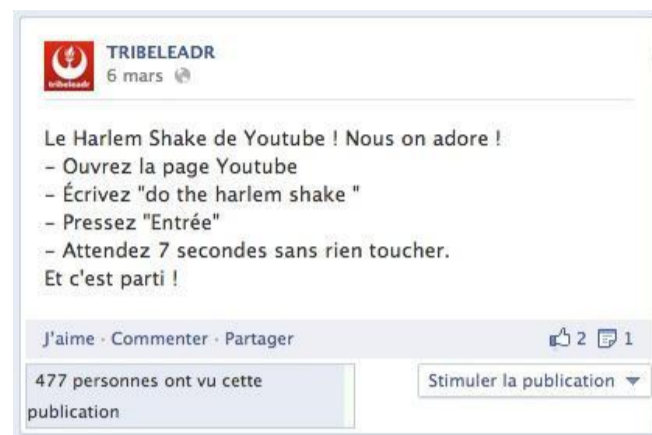 TRIBELEADR
6 mars
tribeleadr
Le Harlem Shake de Youtube ! Nous on adore !
– Ouvrez la page Youtube
– Écrivez "do the harlem shake "
– Pressez "Entrée"
– Attendez 7 secondes sans rien toucher.
Et c'est parti !
J'aime · Commenter · Partager 2 1
477 personnes ont vu cette publication
Stimuler la publication